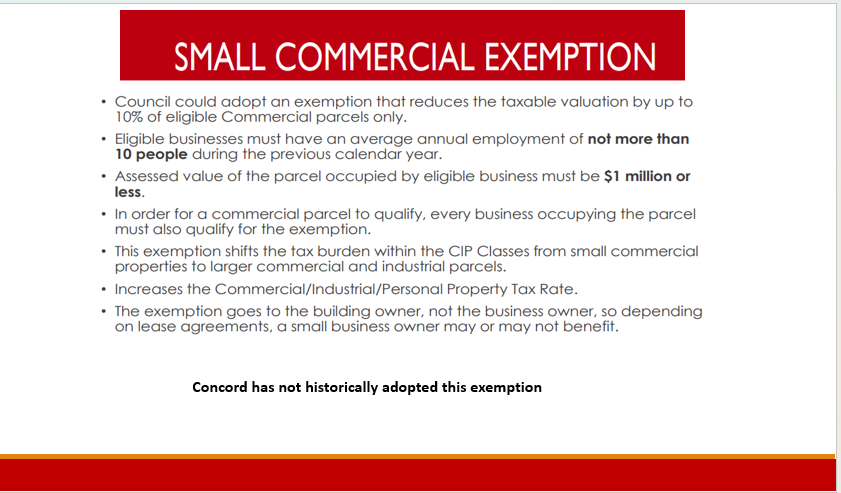 SMALL COMMERCIAL EXEMPTION
• Council could adopt an exemption that reduces the taxable valuation by up to
10% of eligible Commercial parcels only.
• Eligible businesses must have an average annual employment of not more than
10 people during the previous calendar year.
• Assessed value of the parcel occupied by eligible business must be $1 million or
less.
• In order for a commercial parcel to qualify, every business occupying the parcel
must also qualify for the exemption.
• This exemption shifts the tax burden within the CIP Classes from small commercial
properties to larger commercial and industrial parcels.
• Increases the Commercial/Industrial/Personal Property Tax Rate.
• The exemption goes to the building owner, not the business owner, so depending
on lease agreements, a small business owner may or may not benefit.
Concord has not historically adopted this exemption